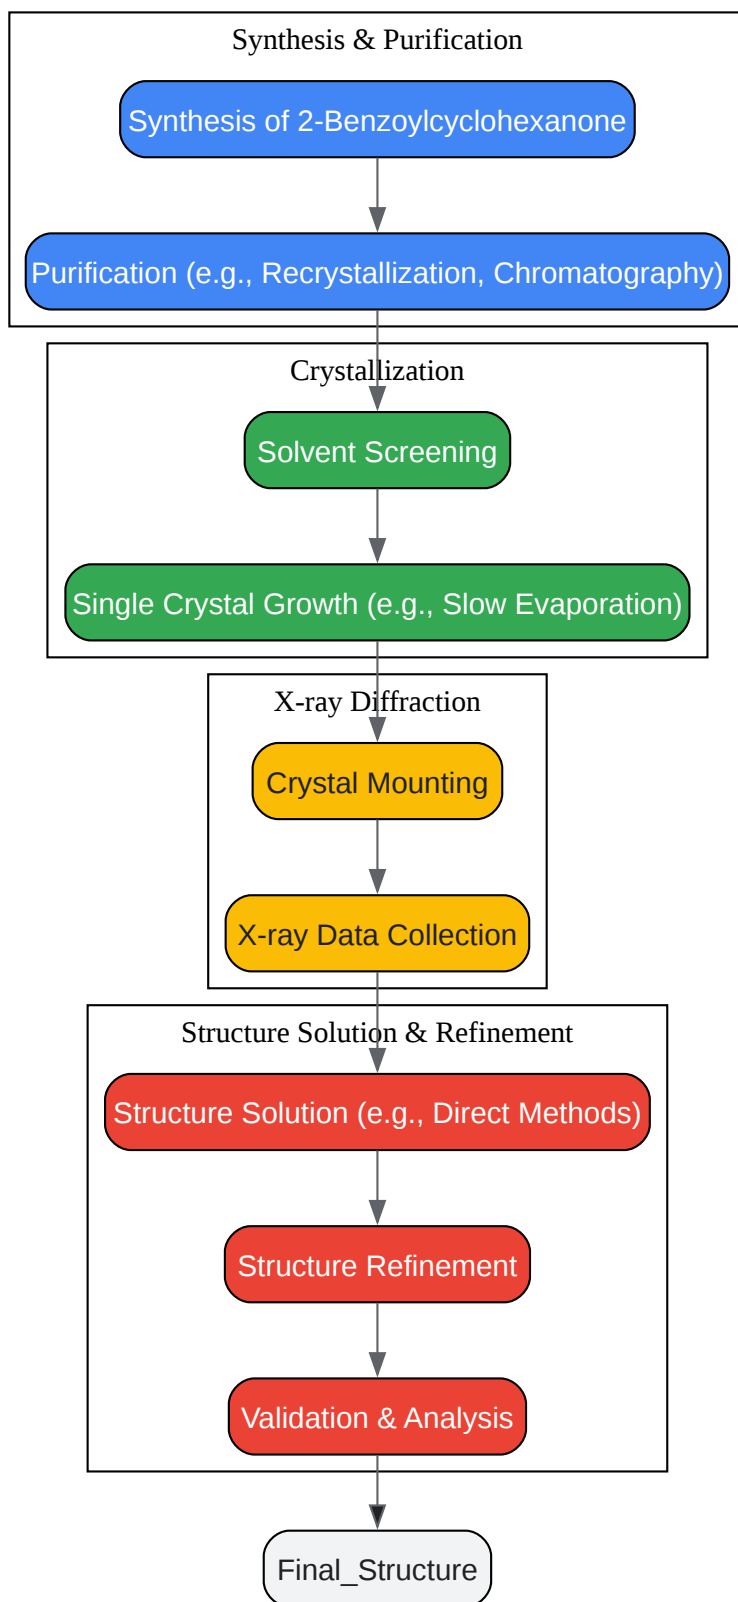 Synthesis & Purification
Synthesis of 2-Benzoylcyclohexanone
Purification (e.g., Recrystallization, Chromatography)
Crystallization
Solvent Screening
Single Crystal Growth (e.g., Slow Evaporation)
X-ray Diffraction
Crystal Mounting
X-ray Data Collection
Structure Solution & Refinement
Structure Solution (e.g., Direct Methods)
Structure Refinement
Validation & Analysis
Final_Structure